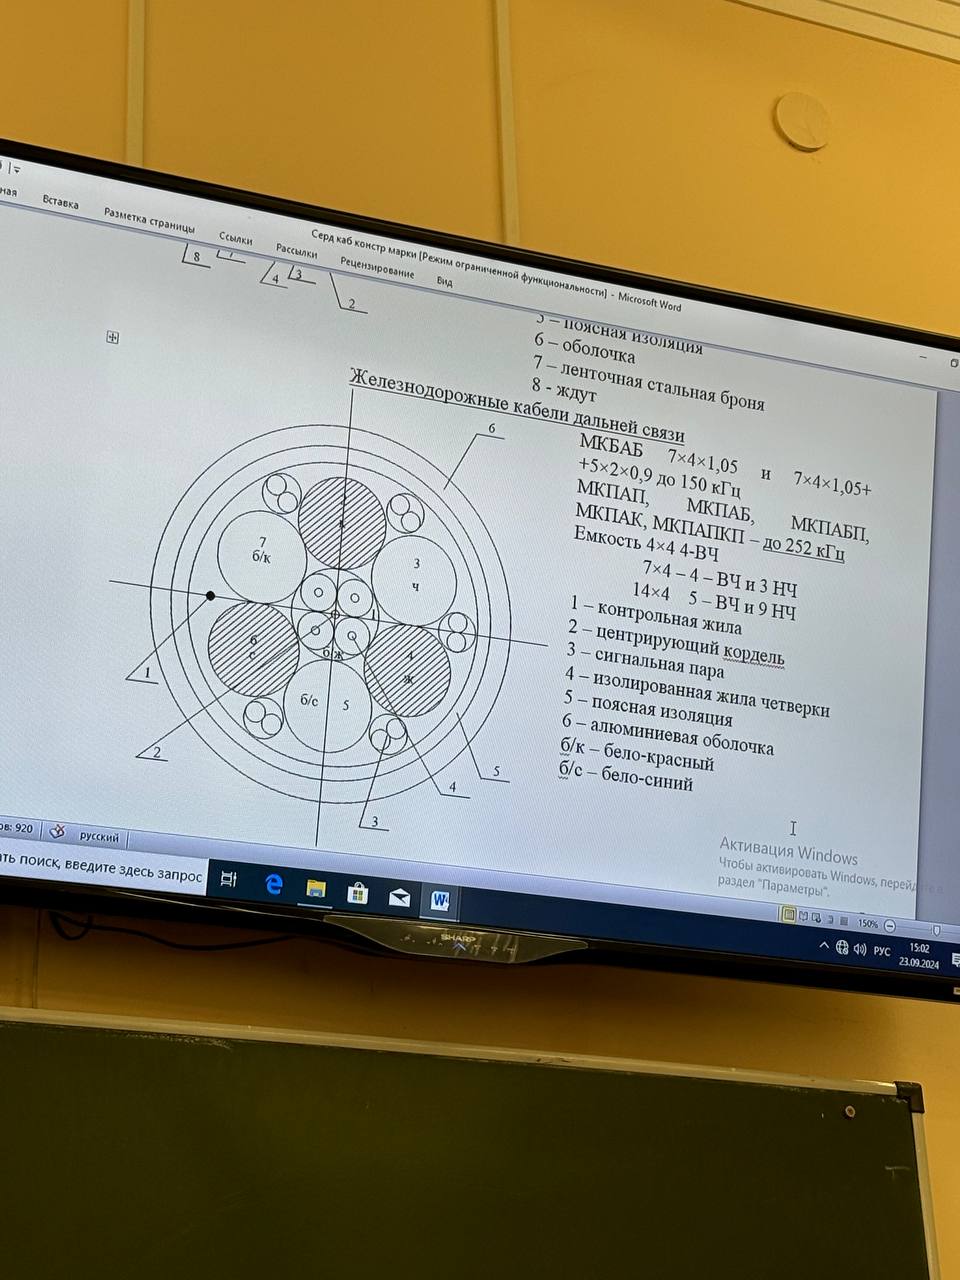 ная Вставка Разметка страницы Ссылки Рассылки Рецензирование Вид
Серд каб констр марки [Режим ограниченной функциональности] - Microsoft Word
8
4
3
2
5 – поясная изоляция
6 – оболочка
7 – ленточная стальная броня
8 - ждут
Железнодорожные кабели дальней связи
МКБАБ 7×4×1,05 и 7×4×1,05+
+5×2×0,9 до 150 кГц
МКПАП, МКПАБ, МКПАБП,
МКПАК, МКПАПКП – до 252 кГц
Емкость 4×4 4-ВЧ
7×4 – 4 – ВЧ и 3 НЧ
14×4 5 – ВЧ и 9 НЧ
1 – контрольная жила
2 – центрирующий кордель
3 – сигнальная пара
4 – изолированная жила четверки
5 – поясная изоляция
6 – алюминиевая оболочка
б/к – бело-красный
б/с – бело-синий
6
7
б/к
3
ч
1
6
с
б/ж
4
ж
б/с 5
1
2
5
4
3
ов: 920 русский
Активация Windows
Чтобы активировать Windows, перейдите в
раздел "Параметры".
150%
ать поиск, введите здесь запрос
W
РУС
15:02
23.09.2024
SHARP